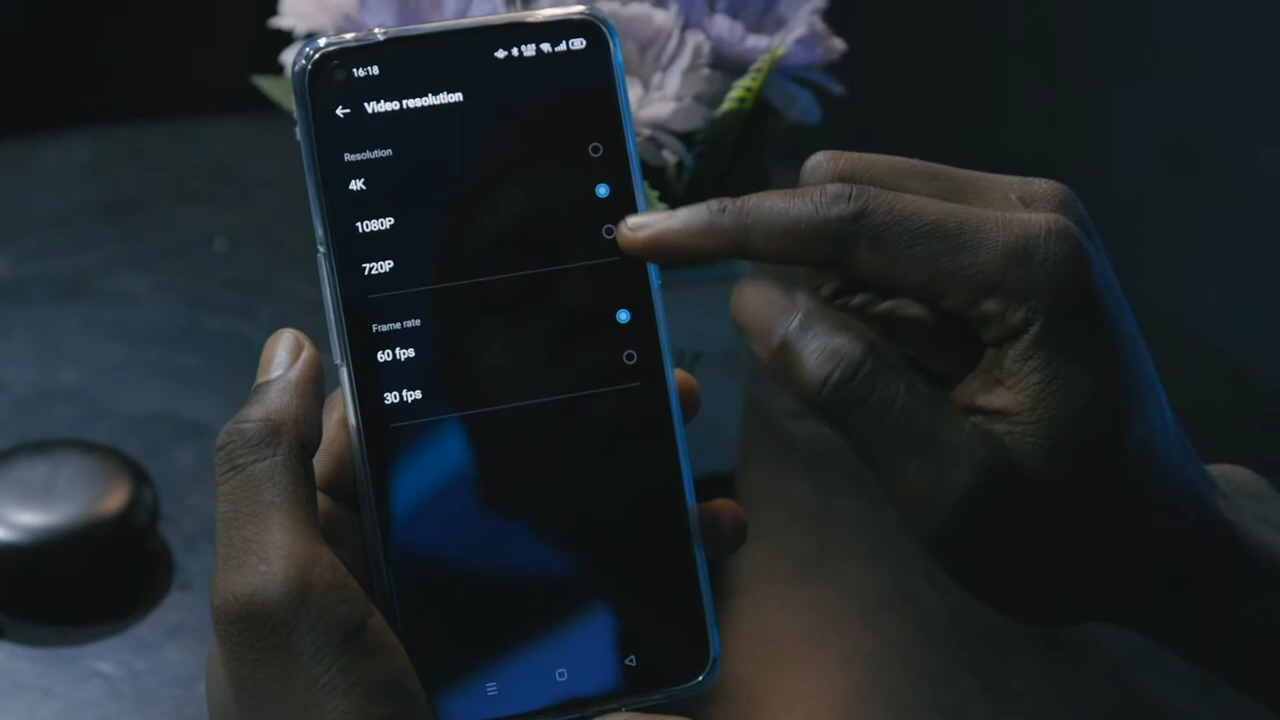 16:18
Video resolution
Resolution
4K
1080P
720P
Frame rate
60 fps
30 fps